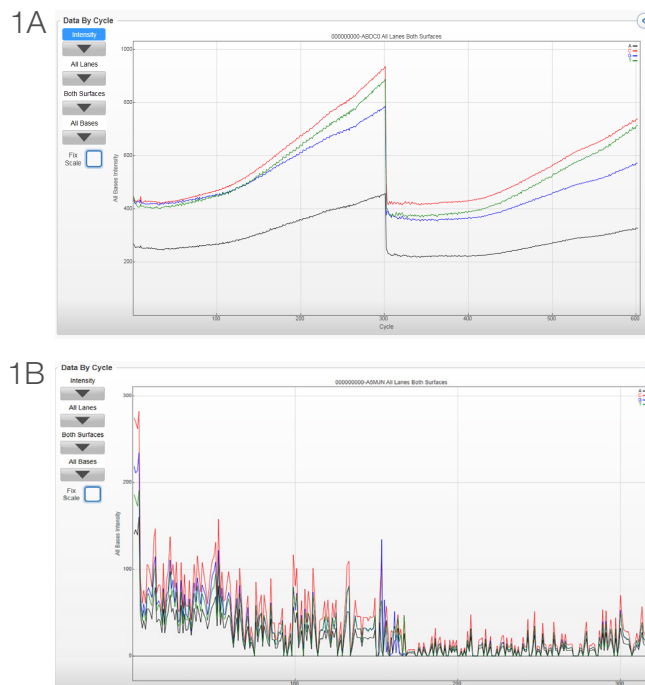 1A
Data By Cycle
Intensity
All Lanes
Both Surfaces
All Bases
Fix
Scale
000000000-ABDC0 All Lanes Both Surfaces
A
C
G
T
All Bases Intensity
1000
800
600
400
200
100 200 300 400 500 600
Cycle
1B
Data By Cycle
Intensity
All Lanes
Both Surfaces
All Bases
Fix
Scale
000000000-A5MJN All Lanes Both Surfaces
A
C
G
T
All Bases Intensity
300
200
100
0
100 200 300